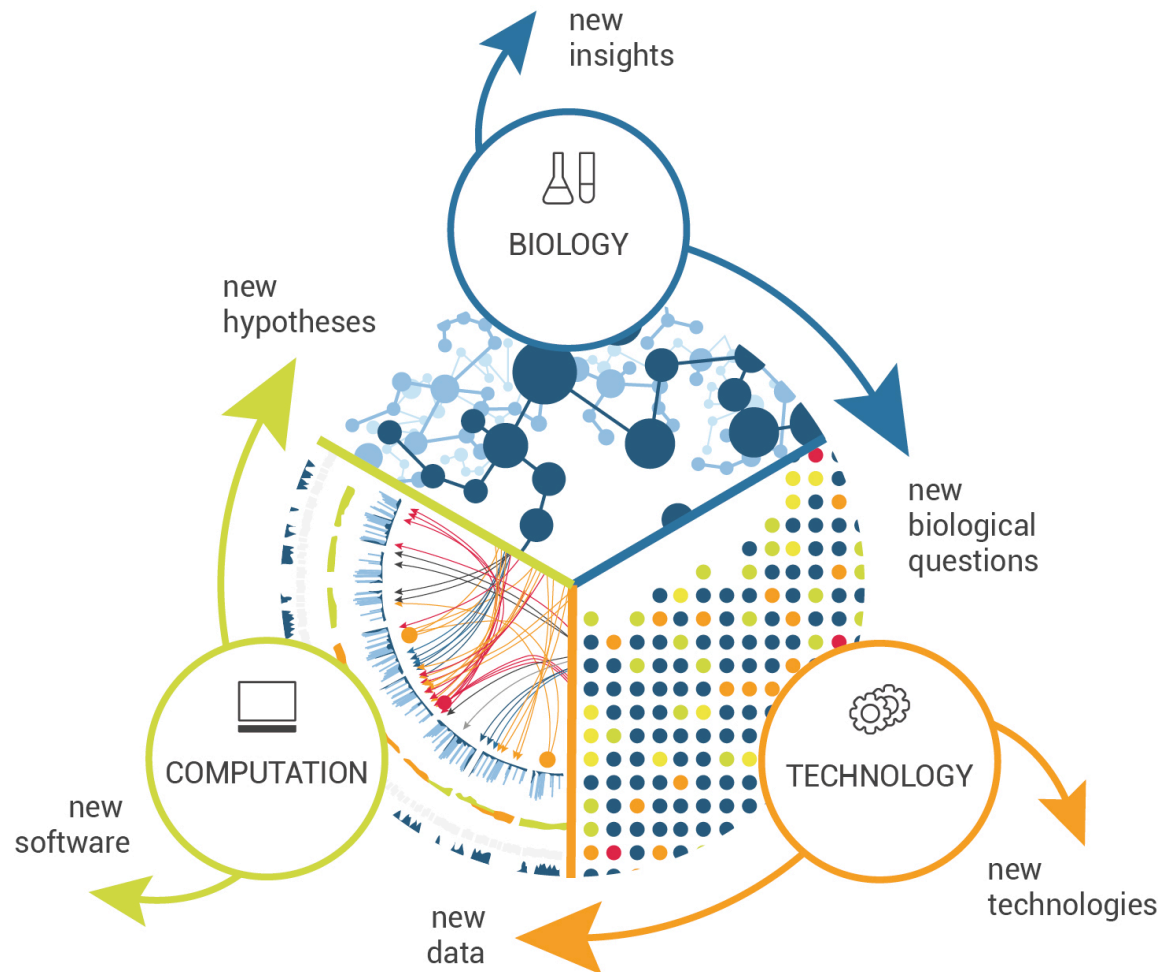 new
insights
BIOLOGY
new
hypotheses
new
biological
questions
COMPUTATION
TECHNOLOGY
new
software
new
technologies
new
data